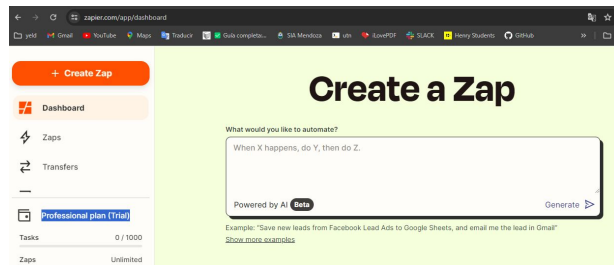 zapier.com/app/dashboard
yeld Gmail YouTube Maps Traducir Guía completa... SIA Mendoza utn iLovePDF SLACK Henry Students GitHub »
+ Create Zap
Dashboard
Zaps
Transfers
Professional plan (Trial)
Tasks 0 / 1000
Zaps Unlimited
Create a Zap
What would you like to automate?
When X happens, do Y, then do Z.
Powered by AI Beta Generate
Example: "Save new leads from Facebook Lead Ads to Google Sheets, and email me the lead in Gmail"
Show more examples